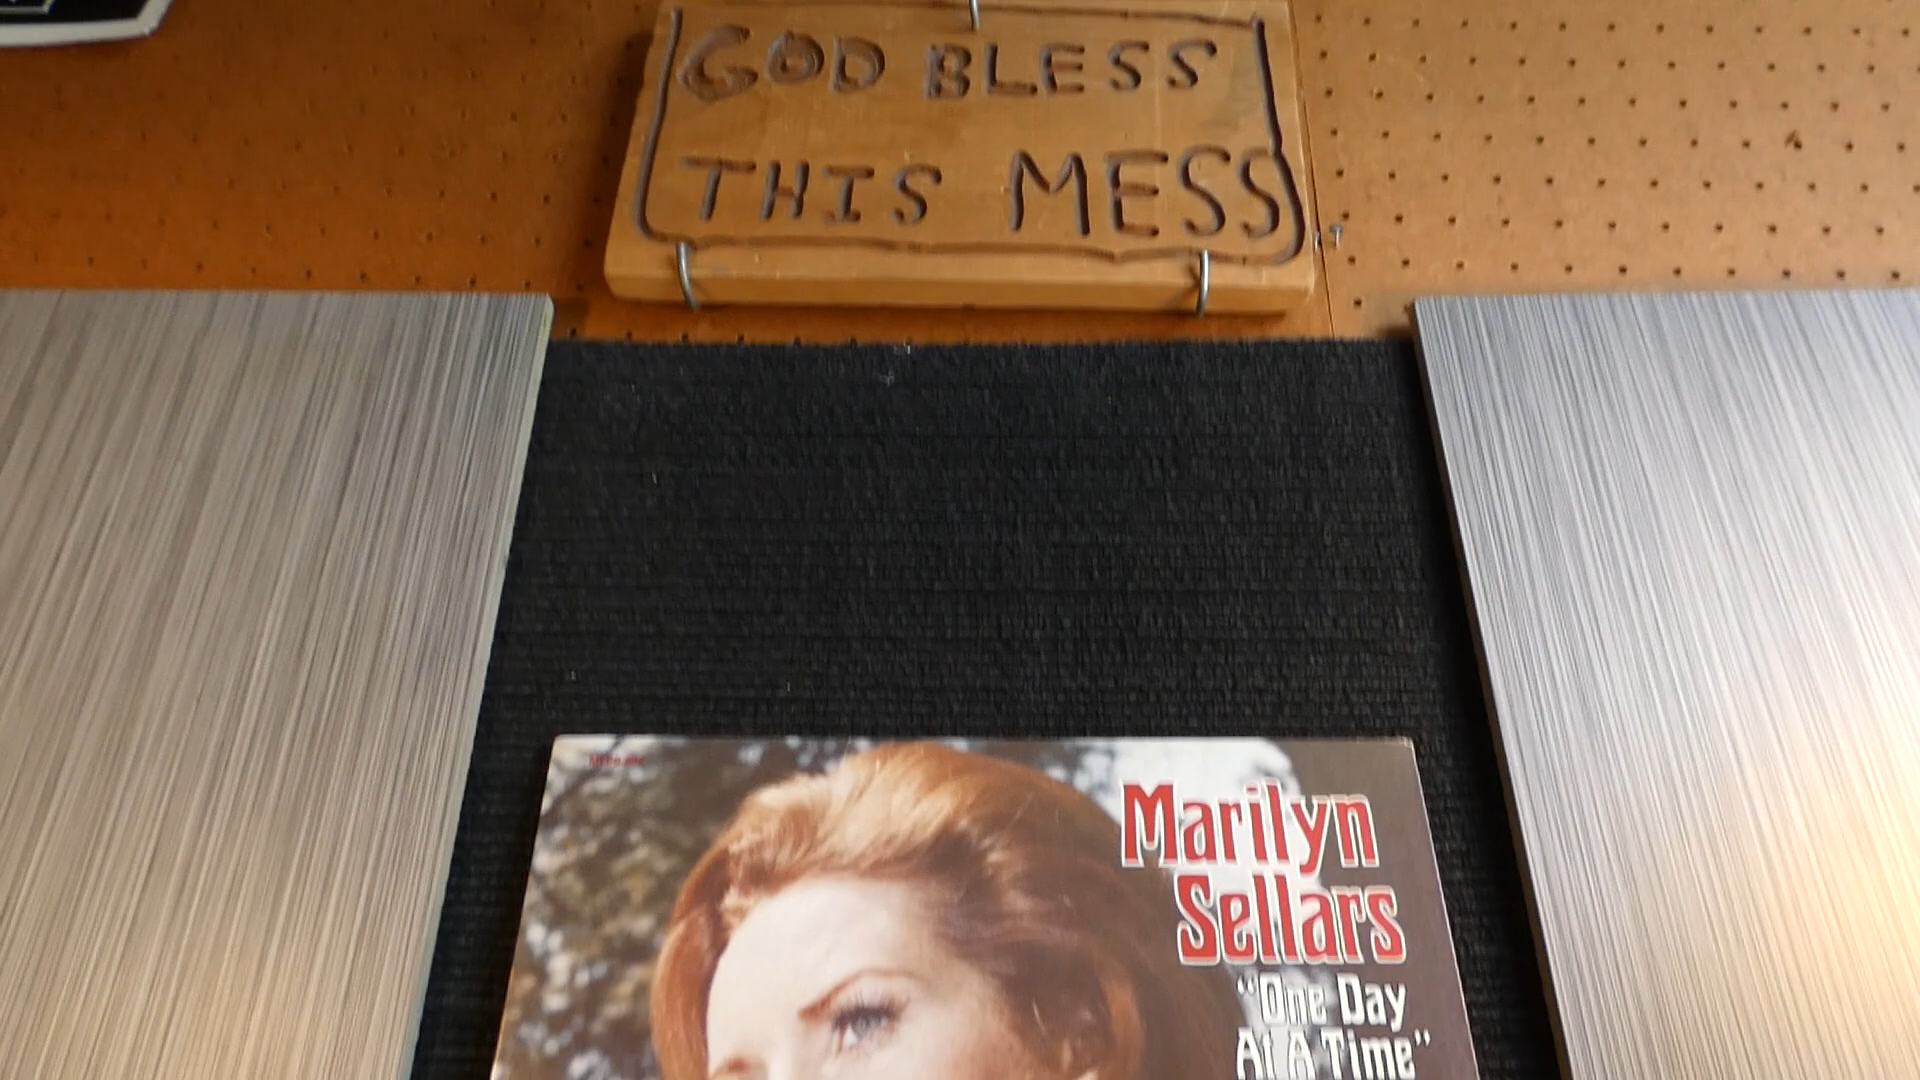 GOD BLESS
THIS MESS
Marilyn
Sellars
"One Day
At A Time"